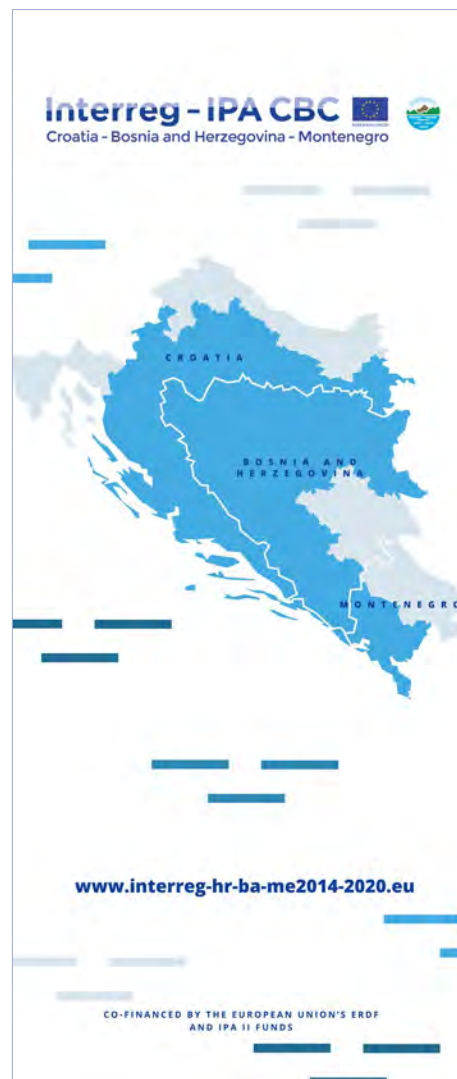 Interreg - IPA CBC
Croatia - Bosnia and Herzegovina - Montenegro
CROATIA
BOSNIA AND
HERZEGOVINA
MONTENEGRO
www.interreg-hr-ba-me2014-2020.eu
CO-FINANCED BY THE EUROPEAN UNION'S ERDF
AND IPA II FUNDS